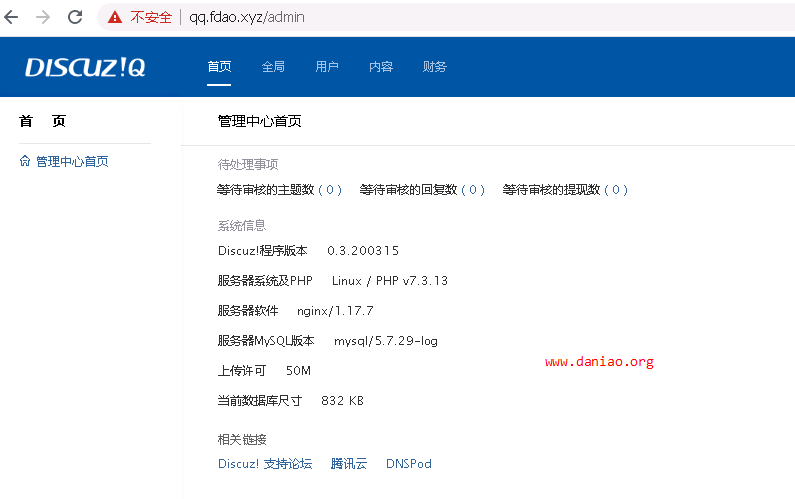 不安全 qq.fdao.xyz/admin
DISCUZ!Q 首页 全局 用户 内容 财务
首 页
管理中心首页
管理中心首页
待处理事项
等待审核的主题数（0） 等待审核的回复数（0） 等待审核的提现数（0）
系统信息
Discuz!程序版本 0.3.200315
服务器系统及PHP Linux / PHP v7.3.13
服务器软件 nginx/1.17.7
服务器MySQL版本 mysql/5.7.29-log
www.daniao.org
上传许可 50M
当前数据库尺寸 832 KB
相关链接
Discuz! 支持论坛 腾讯云 DNSPod